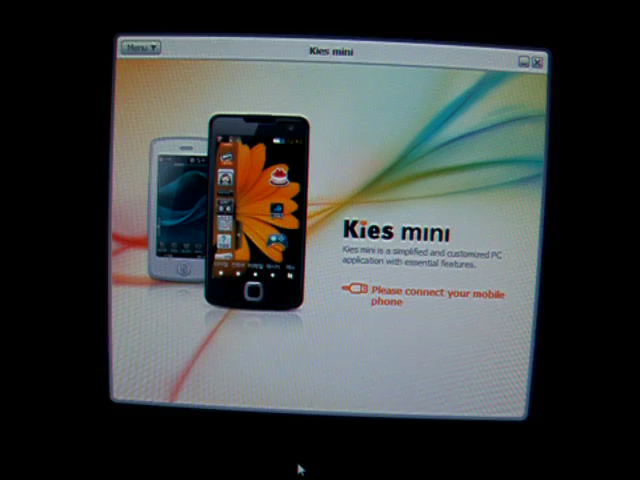 Menu ▼
Kies mini
Kies mini
Kies mini is a simplified and customized PC
application with essential features.
Please connect your mobile
phone